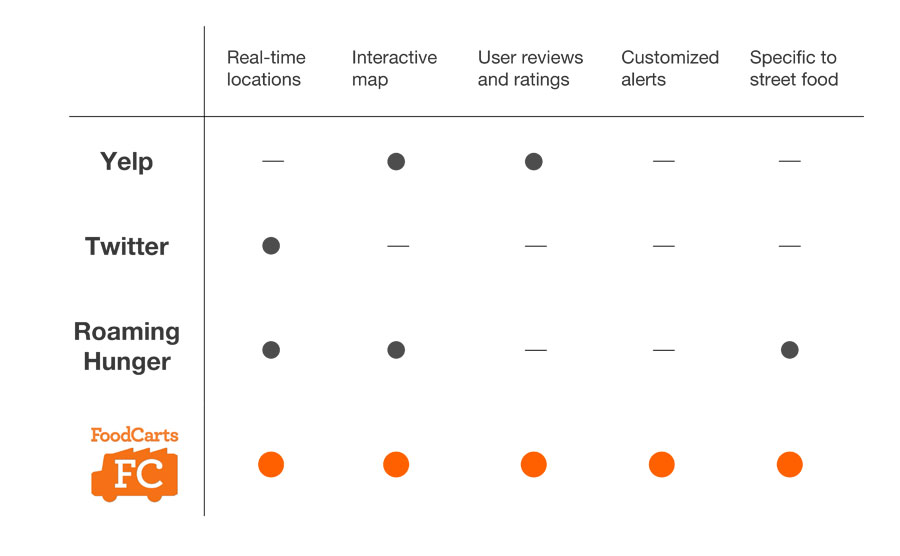 Real-time
locations
Interactive
map
User reviews
and ratings
Customized
alerts
Specific to
street food
Yelp
Twitter
Roaming
Hunger
FoodCarts
FC